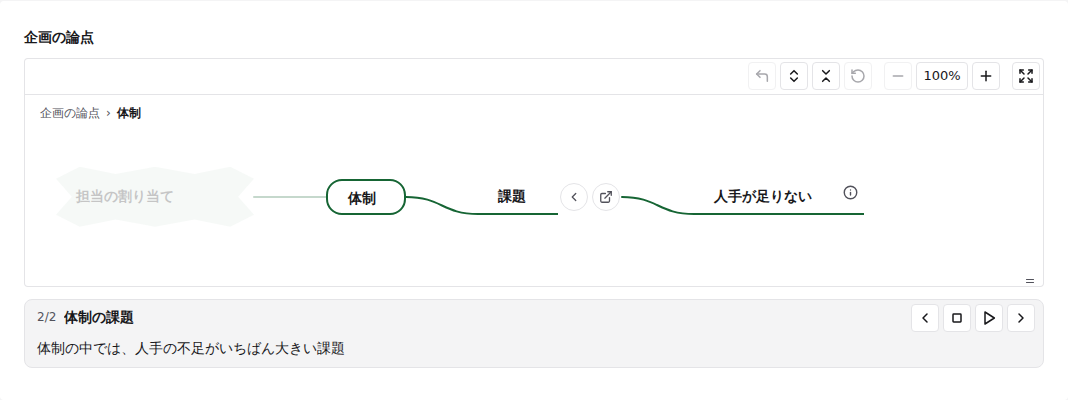 企画の論点
100%
企画の論点 › 体制
担当の割り当て
体制
課題
人手が足りない
2/2 体制の課題
体制の中では、人手の不足がいちばん大きい課題